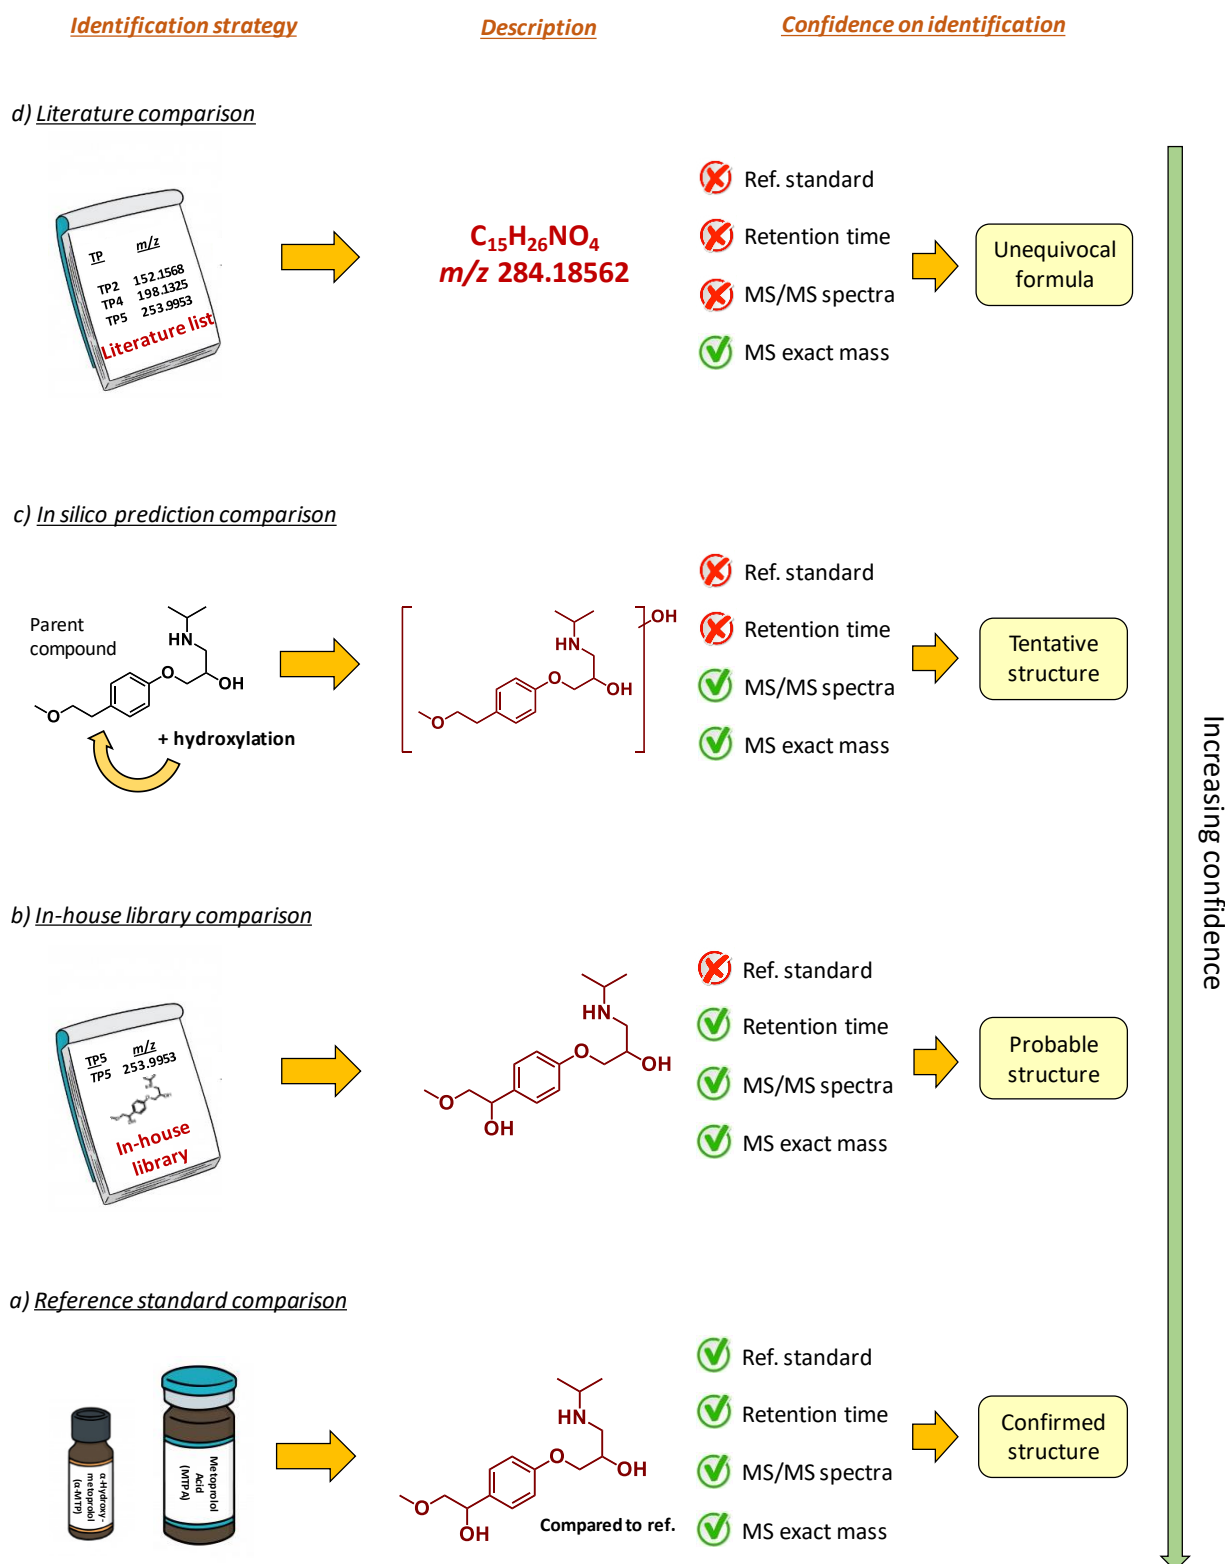 Identification strategy
Description
Confidence on identification
d) Literature comparison
TP m/z
TP2 152.1568
TP4 198.1325
TP5 253.9953
Literature list
C₁₅H₂₆NO₄
m/z 284.18562
Ref. standard
Retention time
MS/MS spectra
MS exact mass
Unequivocal
formula
c) In silico prediction comparison
Parent
compound
HN
O
OH
O
+ hydroxylation
OH
HN
O
OH
O
Ref. standard
Retention time
MS/MS spectra
MS exact mass
Tentative
structure
Increasing confidence
b) In-house library comparison
TP5 m/z
TP5 253.9953
In-house
library
HN
O
OH
O
OH
Ref. standard
Retention time
MS/MS spectra
MS exact mass
Probable
structure
a) Reference standard comparison
α-Hydroxy-
metoprolol
(α-MTP)
Metoprolol
Acid
(MTPA)
HN
O
OH
O
OH
Compared to ref.
Ref. standard
Retention time
MS/MS spectra
MS exact mass
Confirmed
structure